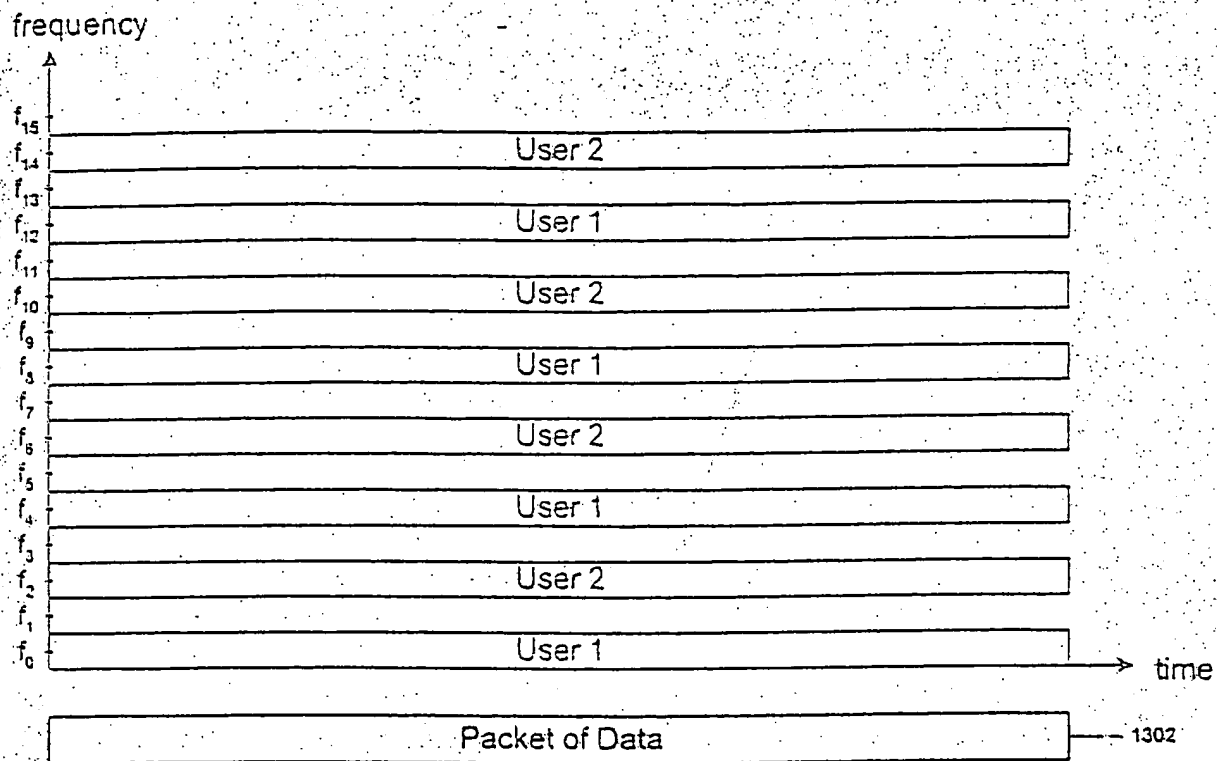 frequency
f15
f14 User 2
f13
f12 User 1
f11
f10 User 2
f9
f8 User 1
f7
f6 User 2
f5
f4 User 1
f3
f2 User 2
f1
f0 User 1
time
Packet of Data 1302